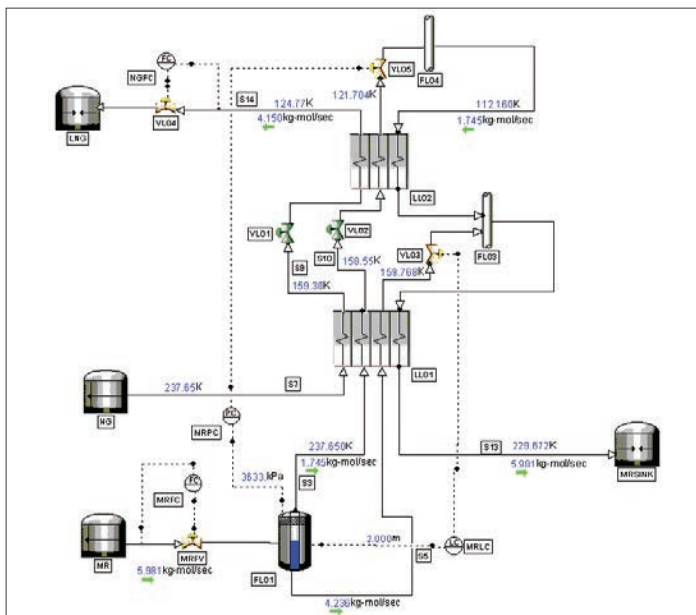 FC
NGFC
VL05
FL04
S14
124.77K
121.704K
112.160K
LNG
VL04
4.150kg-mol/sec
1.745kg-mol/sec
LL02
VL01
VL02
VL03
S10
158.55K
159.768K
FL03
S9
159.38K
LL01
237.65K
S7
NG
PC
MRPC
237.650K
S13
229.672K
1.745kg-mol/sec
5.981kg-mol/sec
MRSINK
3633.kPa
S3
FC
MRFC
2.000m
LC
MRLC
S5
MR
MRFV
FL01
5.981kg-mol/sec
4.236kg-mol/sec